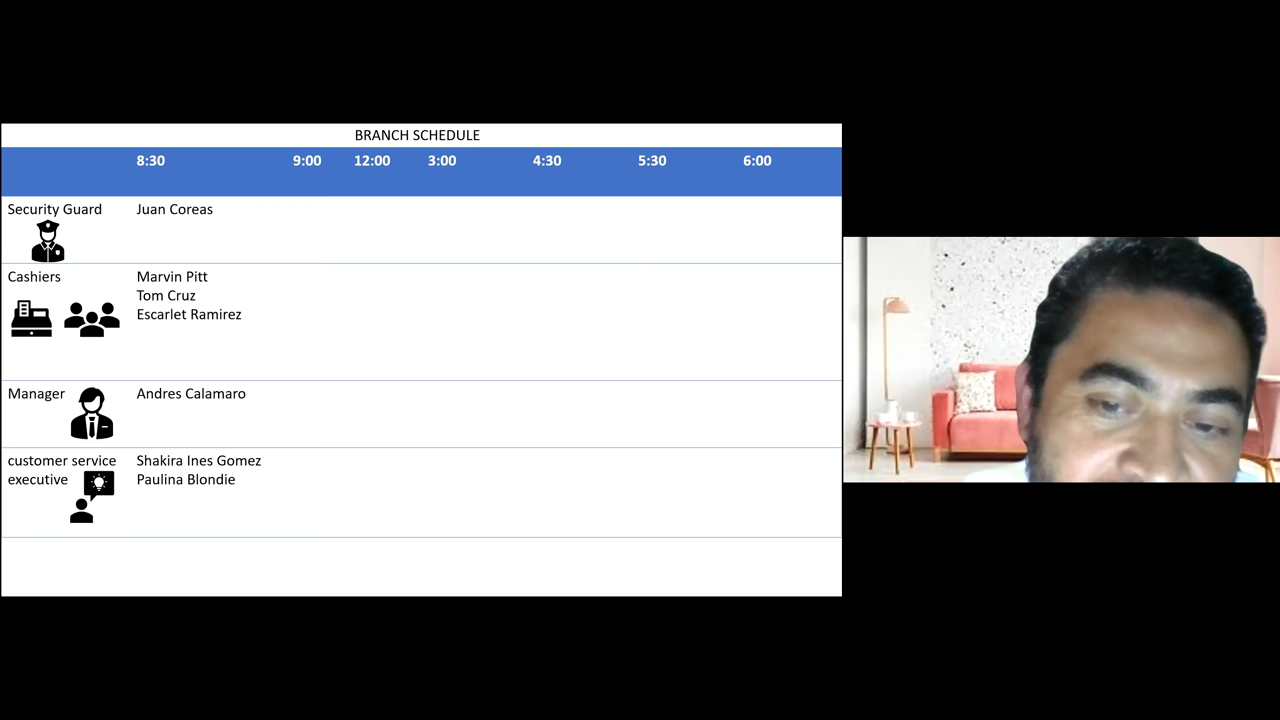 BRANCH SCHEDULE
8:30 9:00 12:00 3:00 4:30 5:30 6:00
Security Guard Juan Coreas
Cashiers Marvin Pitt
Tom Cruz
Escarlet Ramirez
Manager Andres Calamaro
customer service Shakira Ines Gomez
executive Paulina Blondie